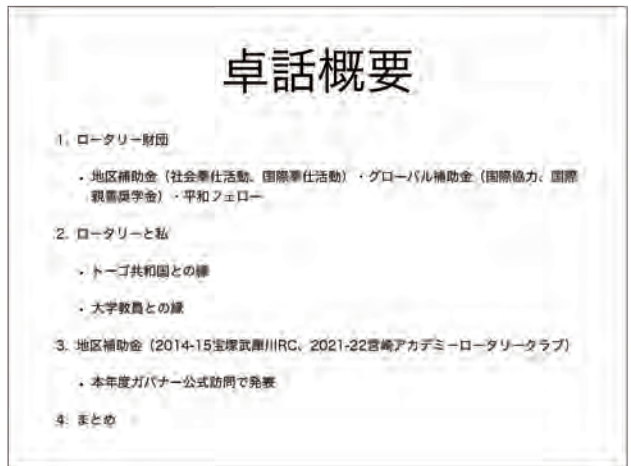 卓話概要
1. ロータリー財団
・地区補助金（社会奉仕活動、国際奉仕活動）・グローバル補助金（国際協力、国際
親善奨学金）・平和フェロー
2. ロータリーと私
・トーゴ共和国との縁
・大学教員との縁
3. 地区補助金（2014-15宝塚武庫川RC、2021-22宮崎アカデミーロータリークラブ）
・本年度ガバナー公式訪問で発表
4. まとめ